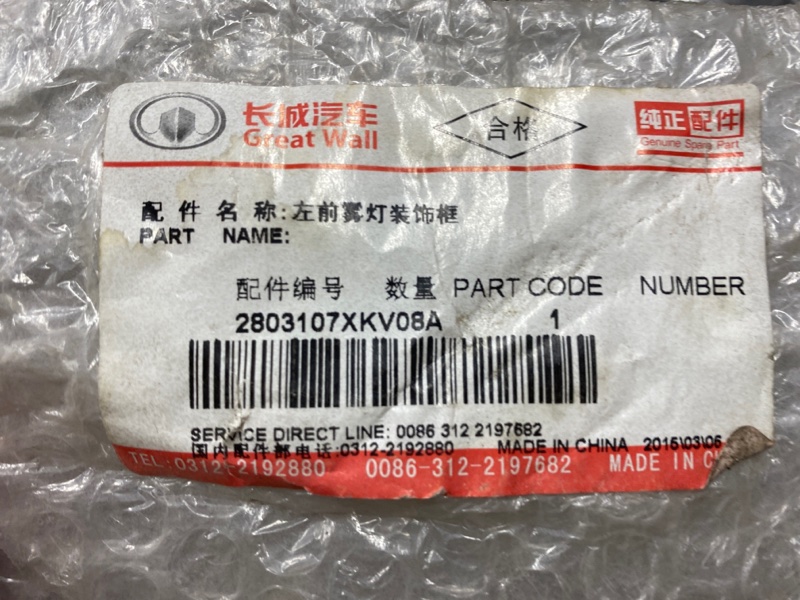 长城汽车
Great Wall
合格
纯正配件
Genuine Spare Part
配 件 名 称:左前雾灯装饰框
PART NAME:
配件编号 数量 PART CODE NUMBER
2803107XKV08A 1
SERVICE DIRECT LINE: 0086 312 2197682
国内配件部电话:0312-2192880 MADE IN CHINA 2015\03\06
TEL:0312-2192880 0086-312-2197682 MADE IN